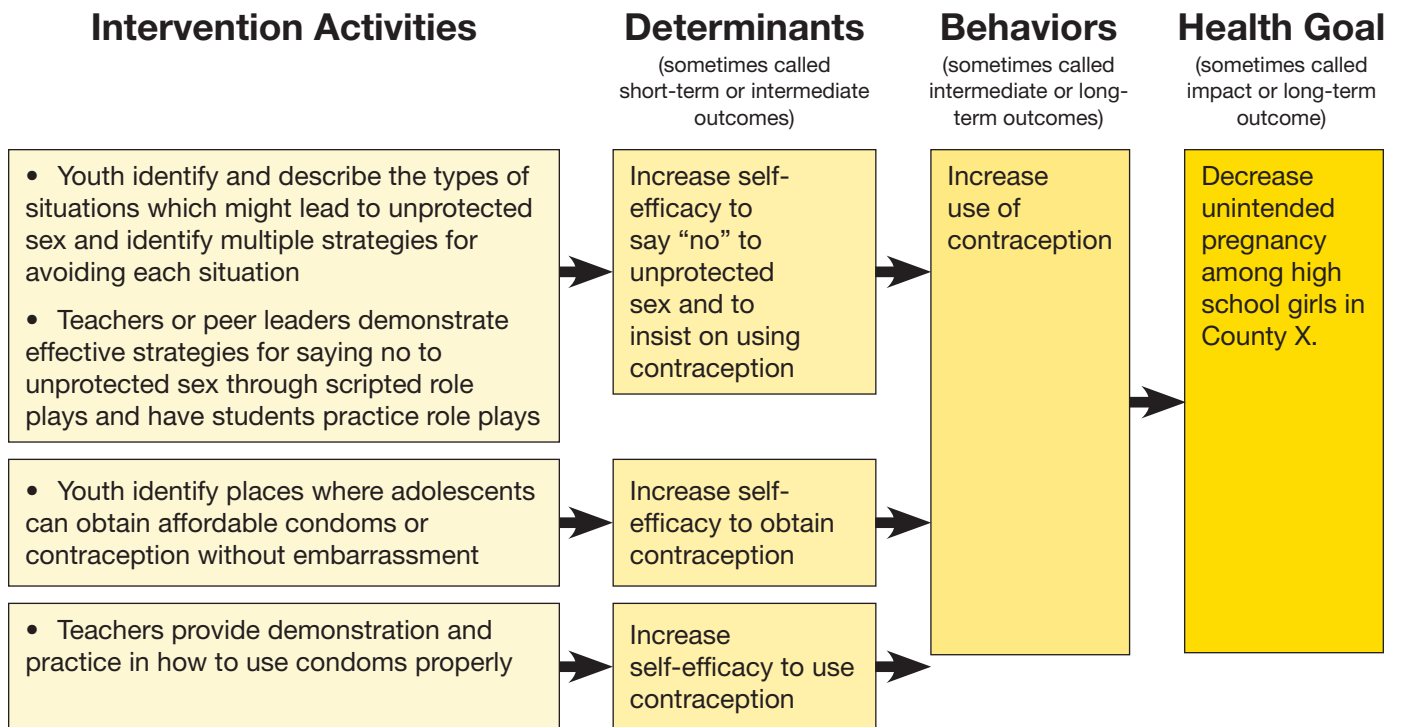 Intervention Activities
Determinants
(sometimes called
short-term or intermediate
outcomes)
Behaviors
(sometimes called
intermediate or long-
term outcomes)
Health Goal
(sometimes called
impact or long-term
outcome)
• Youth identify and describe the types of
situations which might lead to unprotected
sex and identify multiple strategies for
avoiding each situation
• Teachers or peer leaders demonstrate
effective strategies for saying no to
unprotected sex through scripted role
plays and have students practice role plays
Increase self-
efficacy to
say “no” to
unprotected
sex and to
insist on using
contraception
Increase
use of
contraception
Decrease
unintended
pregnancy
among high
school girls in
County X.
• Youth identify places where adolescents
can obtain affordable condoms or
contraception without embarrassment
Increase self-
efficacy to obtain
contraception
• Teachers provide demonstration and
practice in how to use condoms properly
Increase
self-efficacy to use
contraception